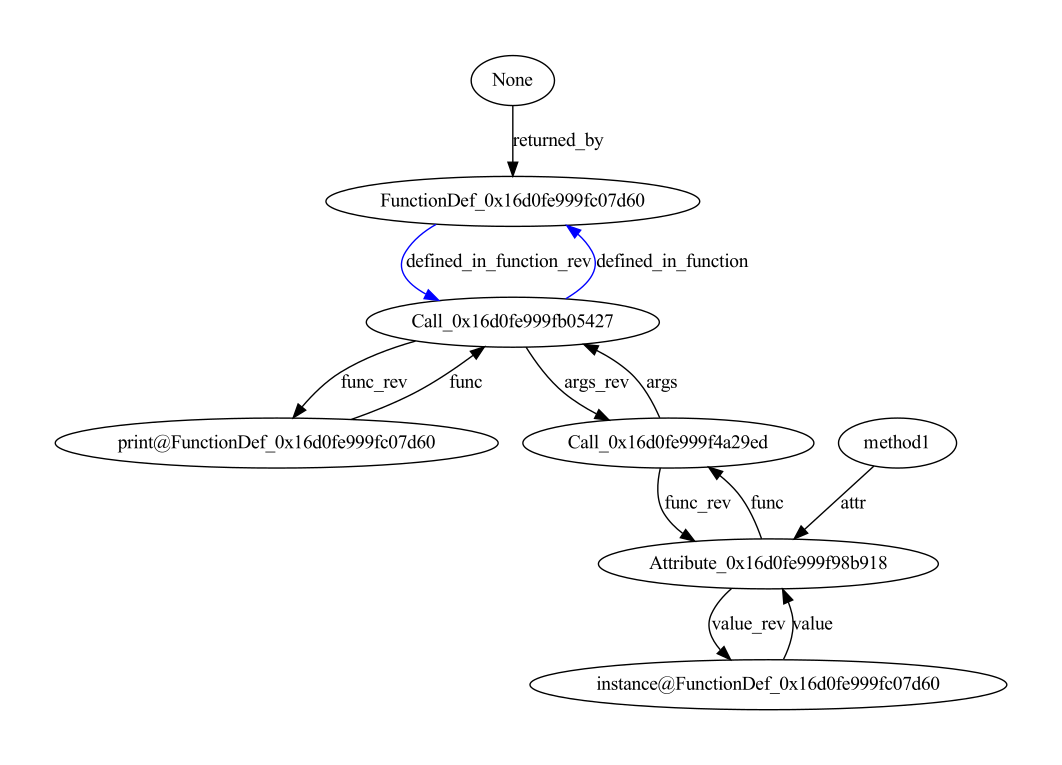 None
returned_by
FunctionDef_0x16d0fe999fc07d60
defined_in_function_rev defined_in_function
Call_0x16d0fe999fb05427
func_rev func args_rev args
print@FunctionDef_0x16d0fe999fc07d60 Call_0x16d0fe999f4a29ed method1
func_rev func attr
Attribute_0x16d0fe999f98b918
value_rev value
instance@FunctionDef_0x16d0fe999fc07d60